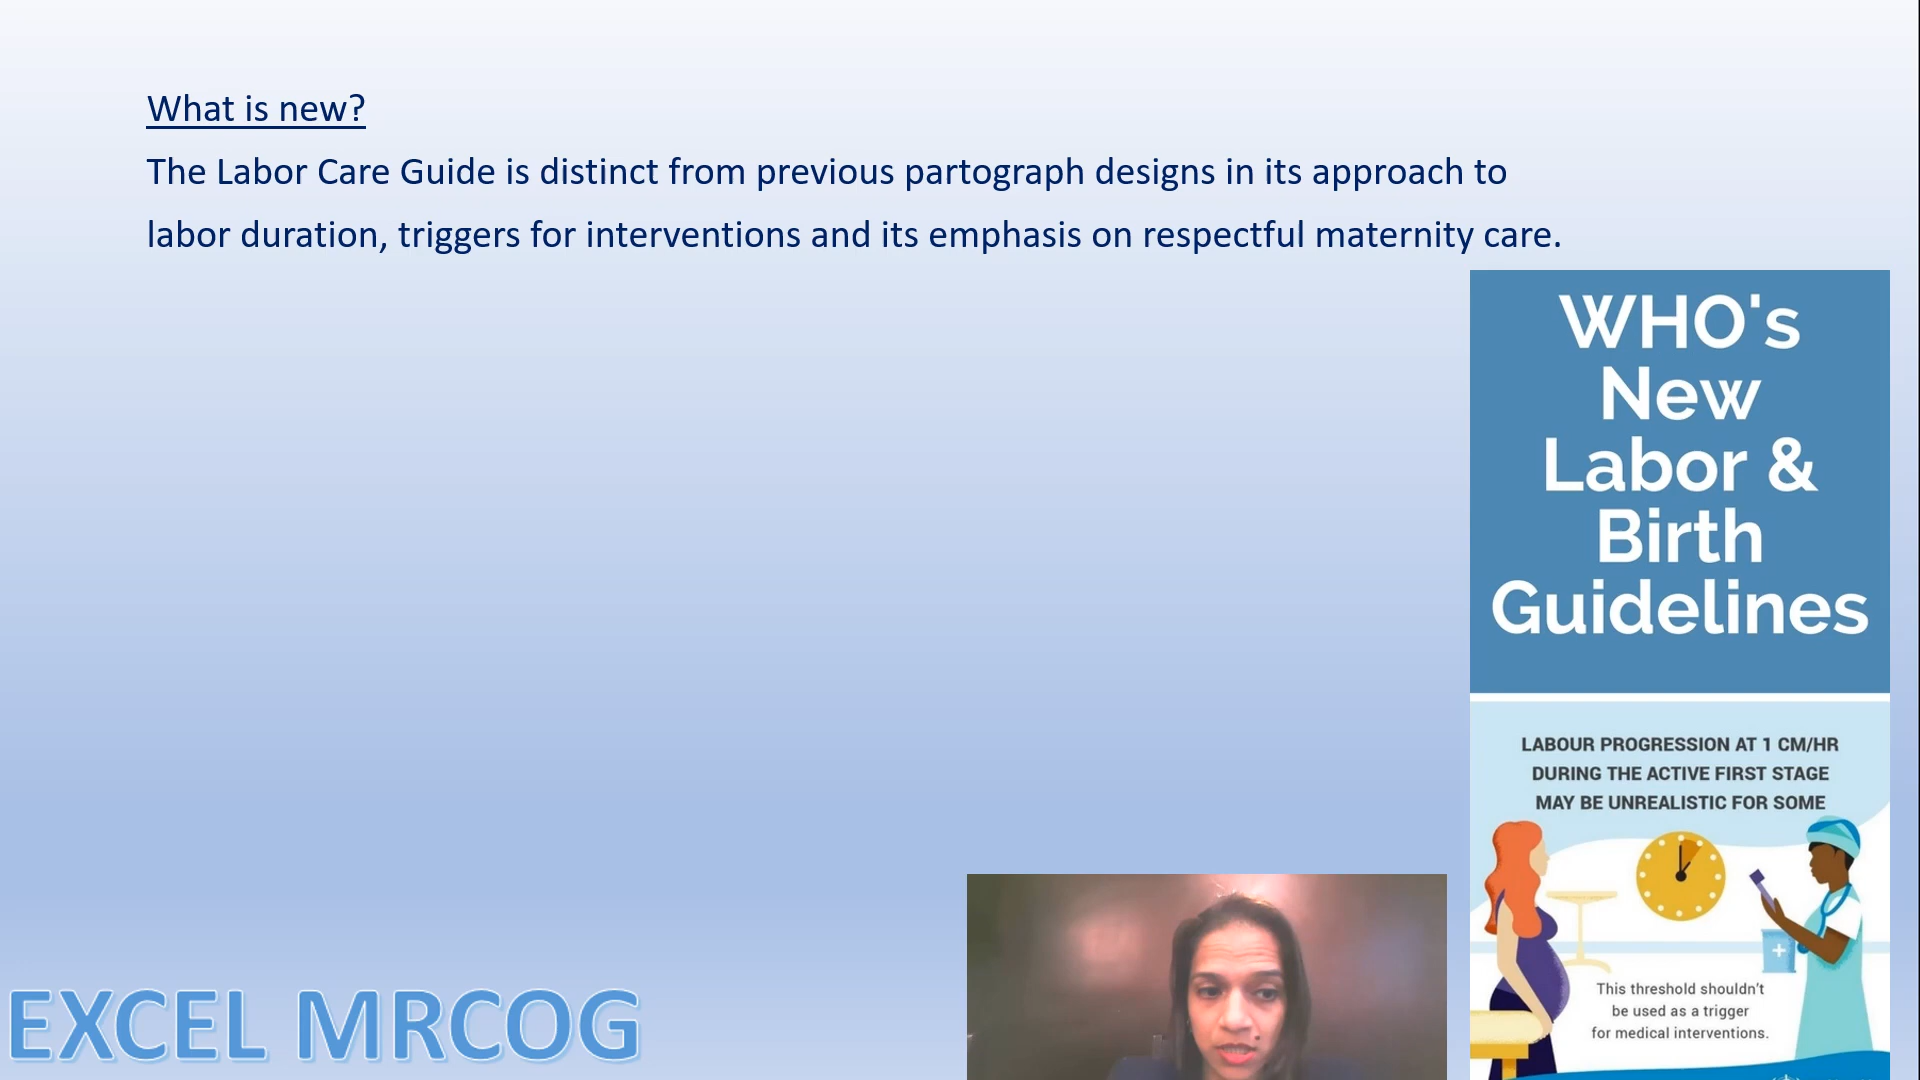 What is new?
The Labor Care Guide is distinct from previous partograph designs in its approach to
labor duration, triggers for interventions and its emphasis on respectful maternity care.
WHO's
New
Labor &
Birth
Guidelines
LABOUR PROGRESSION AT 1 CM/HR
DURING THE ACTIVE FIRST STAGE
MAY BE UNREALISTIC FOR SOME
This threshold shouldn't
be used as a trigger
for medical interventions.
EXCEL MRCOG